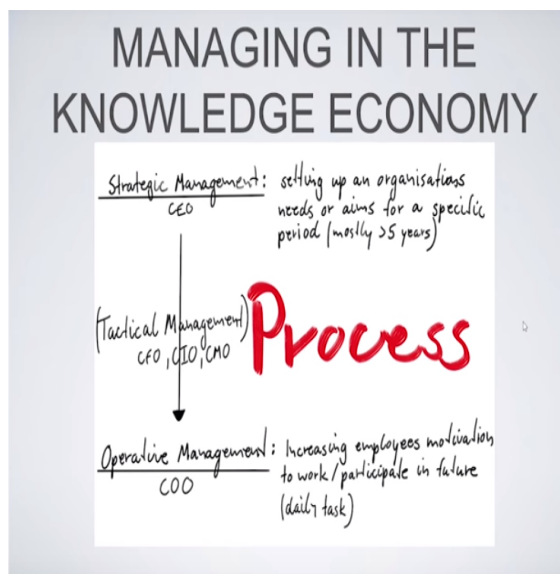 MANAGING IN THE
KNOWLEDGE ECONOMY
Strategic Management: setting up an organisations
CEO needs or aims for a specific
period (mostly >5 years)
(Tactical Management)
CFO, CIO, CMO
Process
Operative Management: Increasing employees motivation
COO to work/participate in future
(daily task)